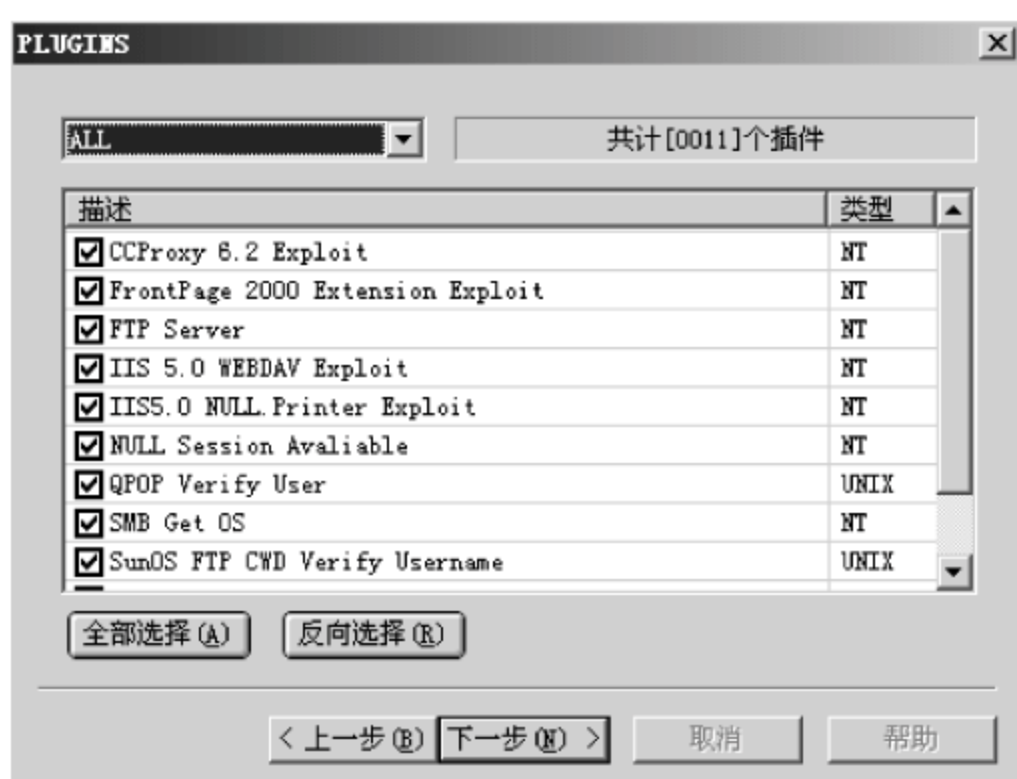 PLUGINS
ALL 共计[0011]个插件
描述 类型
CCProxy 6.2 Exploit NT
FrontPage 2000 Extension Exploit NT
FTP Server NT
IIS 5.0 WEBDAV Exploit NT
IIS5.0 NULL.Printer Exploit NT
NULL Session Avaliable NT
QPOP Verify User UNIX
SMB Get OS NT
SunOS FTP CWD Verify Username UNIX
全部选择(A) 反向选择(R)
< 上一步(B) 下一步(N) > 取消 帮助